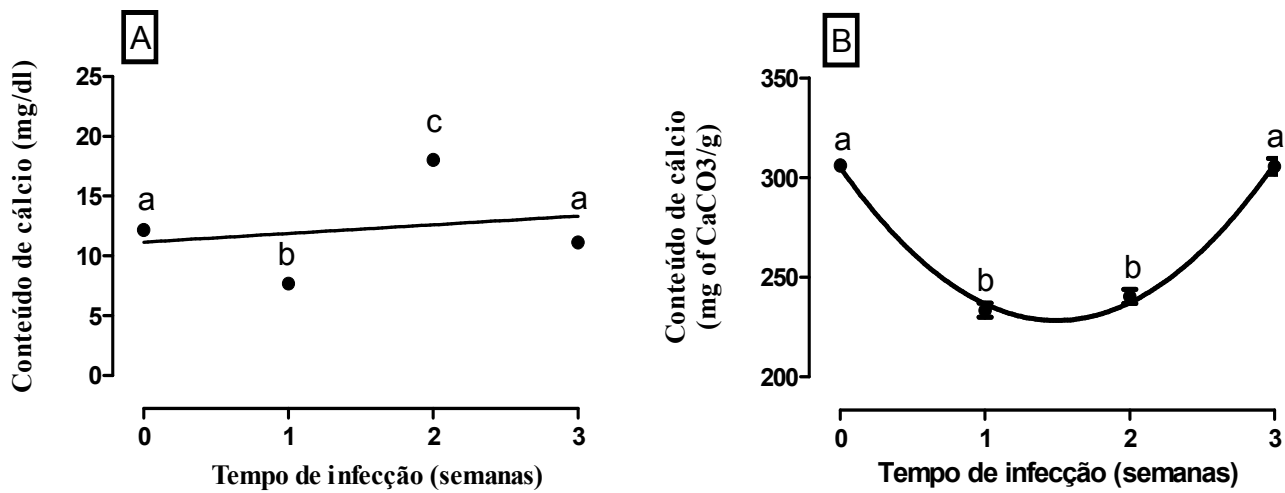 A
Conteúdo de cálcio (mg/dl)
25
20
15
10
5
0
a
b
c
a
0 1 2 3
Tempo de infecção (semanas)
B
Conteúdo de cálcio
(mg of CaCO3/g)
350
300
250
200
a
b
b
a
0 1 2 3
Tempo de infecção (semanas)